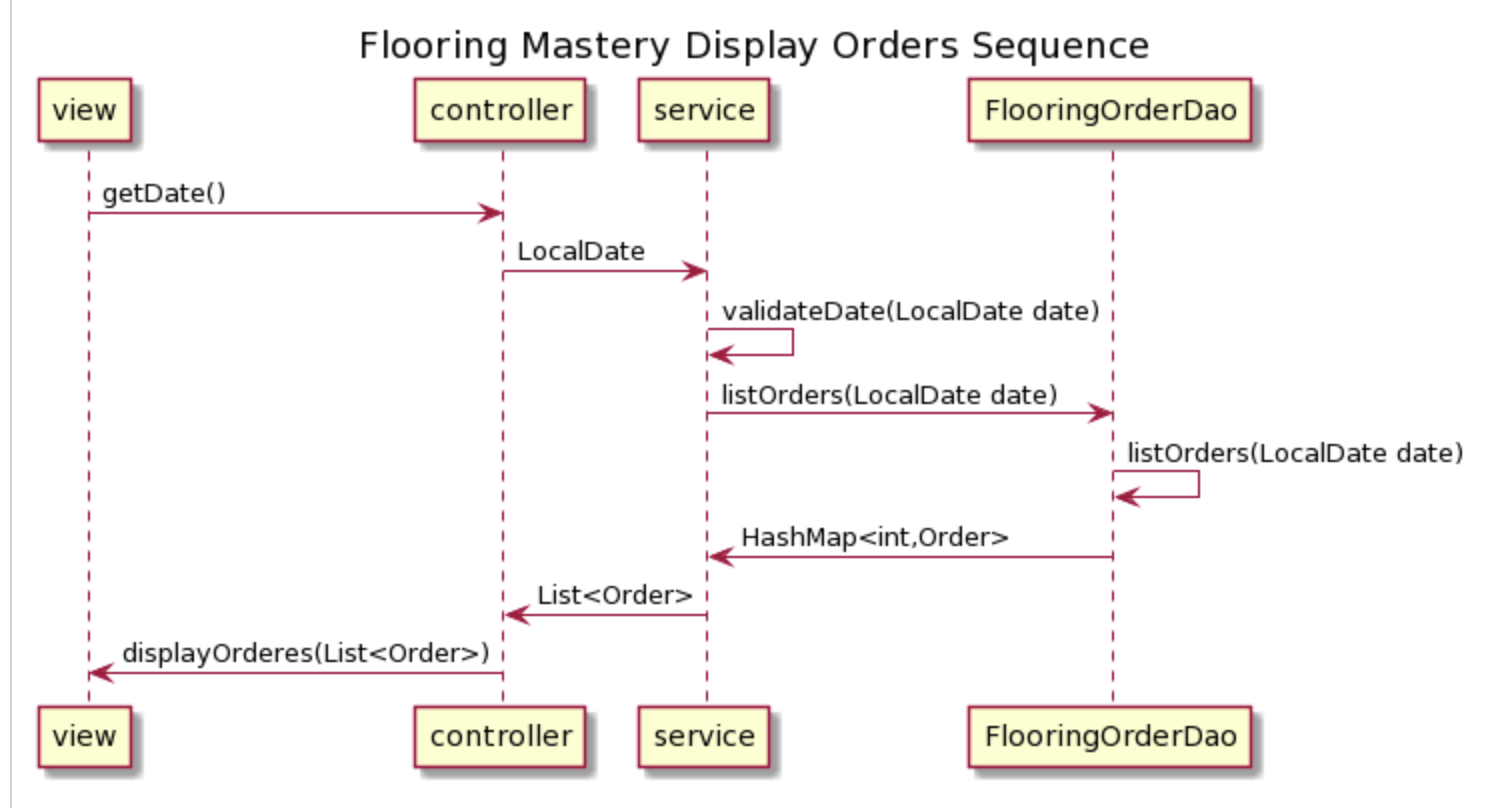 Flooring Mastery Display Orders Sequence
view controller service FlooringOrderDao
getDate()
LocalDate
validateDate(LocalDate date)
listOrders(LocalDate date)
listOrders(LocalDate date)
HashMap<int,Order>
List<Order>
displayOrderes(List<Order>)
view controller service FlooringOrderDao